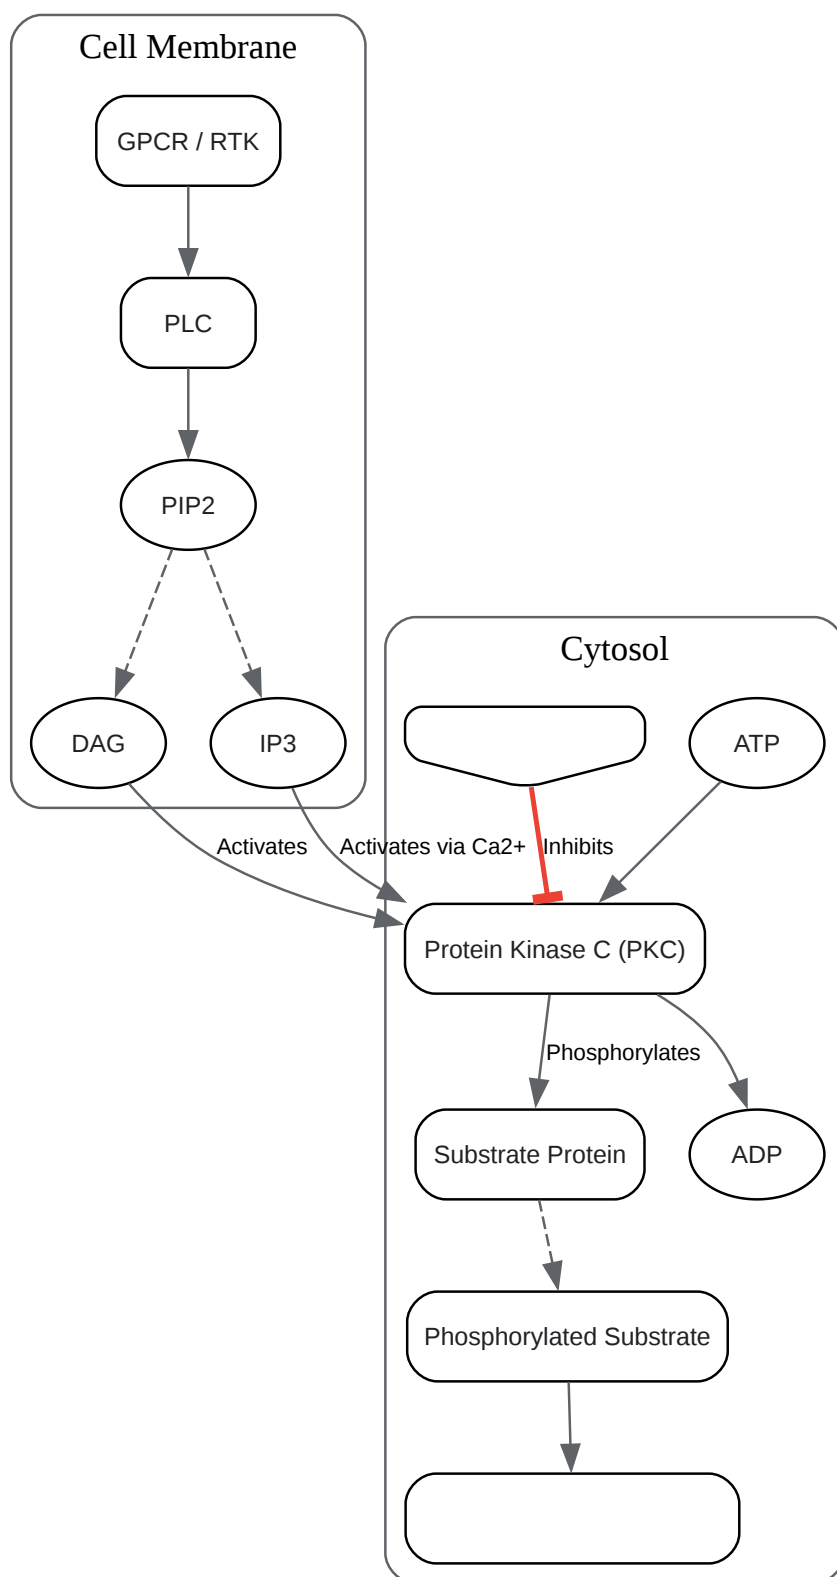 Cell Membrane
GPCR / RTK
PLC
PIP2
Cytosol
DAG
IP3
ATP
Activates
Activates via Ca2+
Inhibits
Protein Kinase C (PKC)
Phosphorylates
Substrate Protein
ADP
Phosphorylated Substrate